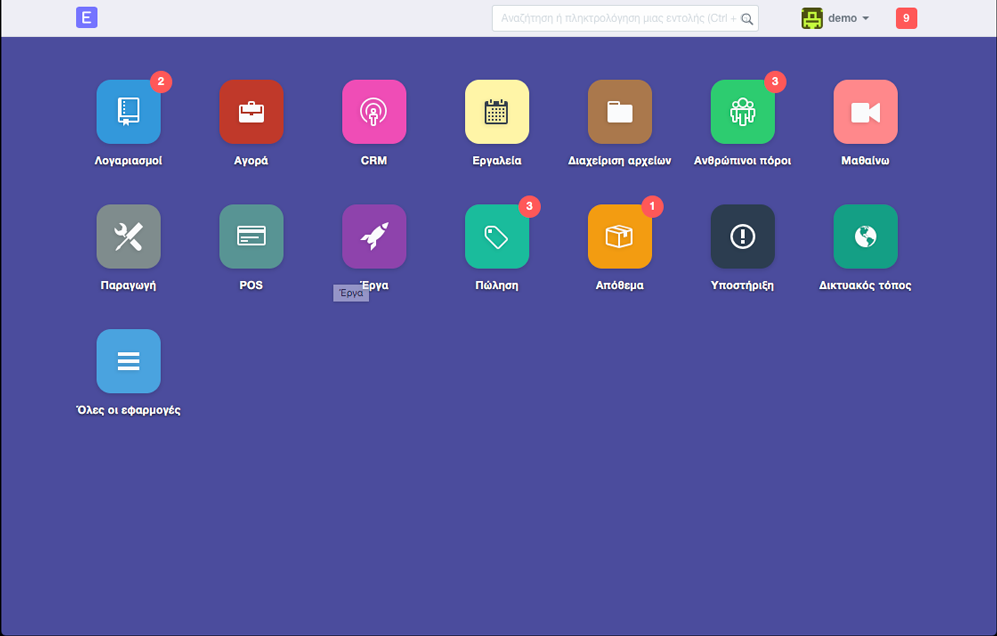 E
Αναζήτηση ή πληκτρολόγηση μιας εντολής (Ctrl +
demo
9
2
3
Λογαριασμοί
Αγορά
CRM
Εργαλεία
Διαχείριση αρχείων
Ανθρώπινοι πόροι
Μαθαίνω
3
1
Παραγωγή
POS
Έργα
Πώληση
Απόθεμα
Υποστήριξη
Δικτυακός τόπος
Έργα
Όλες οι εφαρμογές